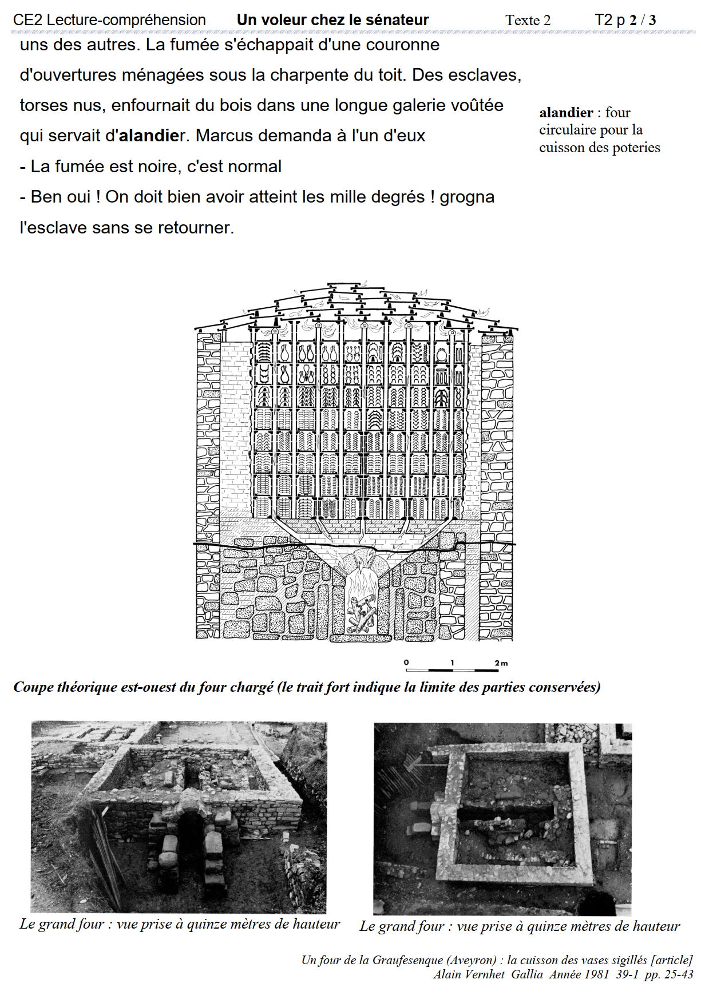 CE2 Lecture-compréhension Un voleur chez le sénateur Texte 2 T2 p 2 / 3
uns des autres. La fumée s'échappait d'une couronne
d'ouvertures ménagées sous la charpente du toit. Des esclaves,
torses nus, enfournait du bois dans une longue galerie voûtée
qui servait d'alandier. Marcus demanda à l'un d'eux
- La fumée est noire, c'est normal
- Ben oui ! On doit bien avoir atteint les mille degrés ! grogna
l'esclave sans se retourner.
alandier : four
circulaire pour la
cuisson des poteries
0 1 2m
Coupe théorique est-ouest du four chargé (le trait fort indique la limite des parties conservées)
Le grand four : vue prise à quinze mètres de hauteur
Le grand four : vue prise à quinze mètres de hauteur
Un four de la Graufesenque (Aveyron) : la cuisson des vases sigillés [article]
Alain Vernhet Gallia Année 1981 39-1 pp. 25-43